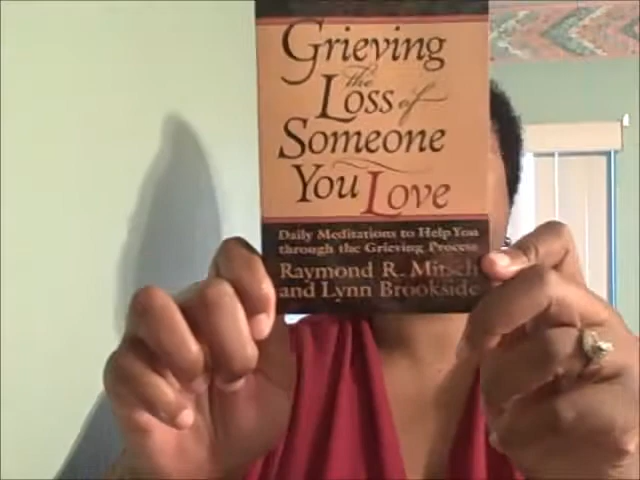 Grieving
the
Loss of
Someone
You Love
Daily Meditations to Help You
through the Grieving Process
Raymond R. Mitsch
and Lynn Brookside